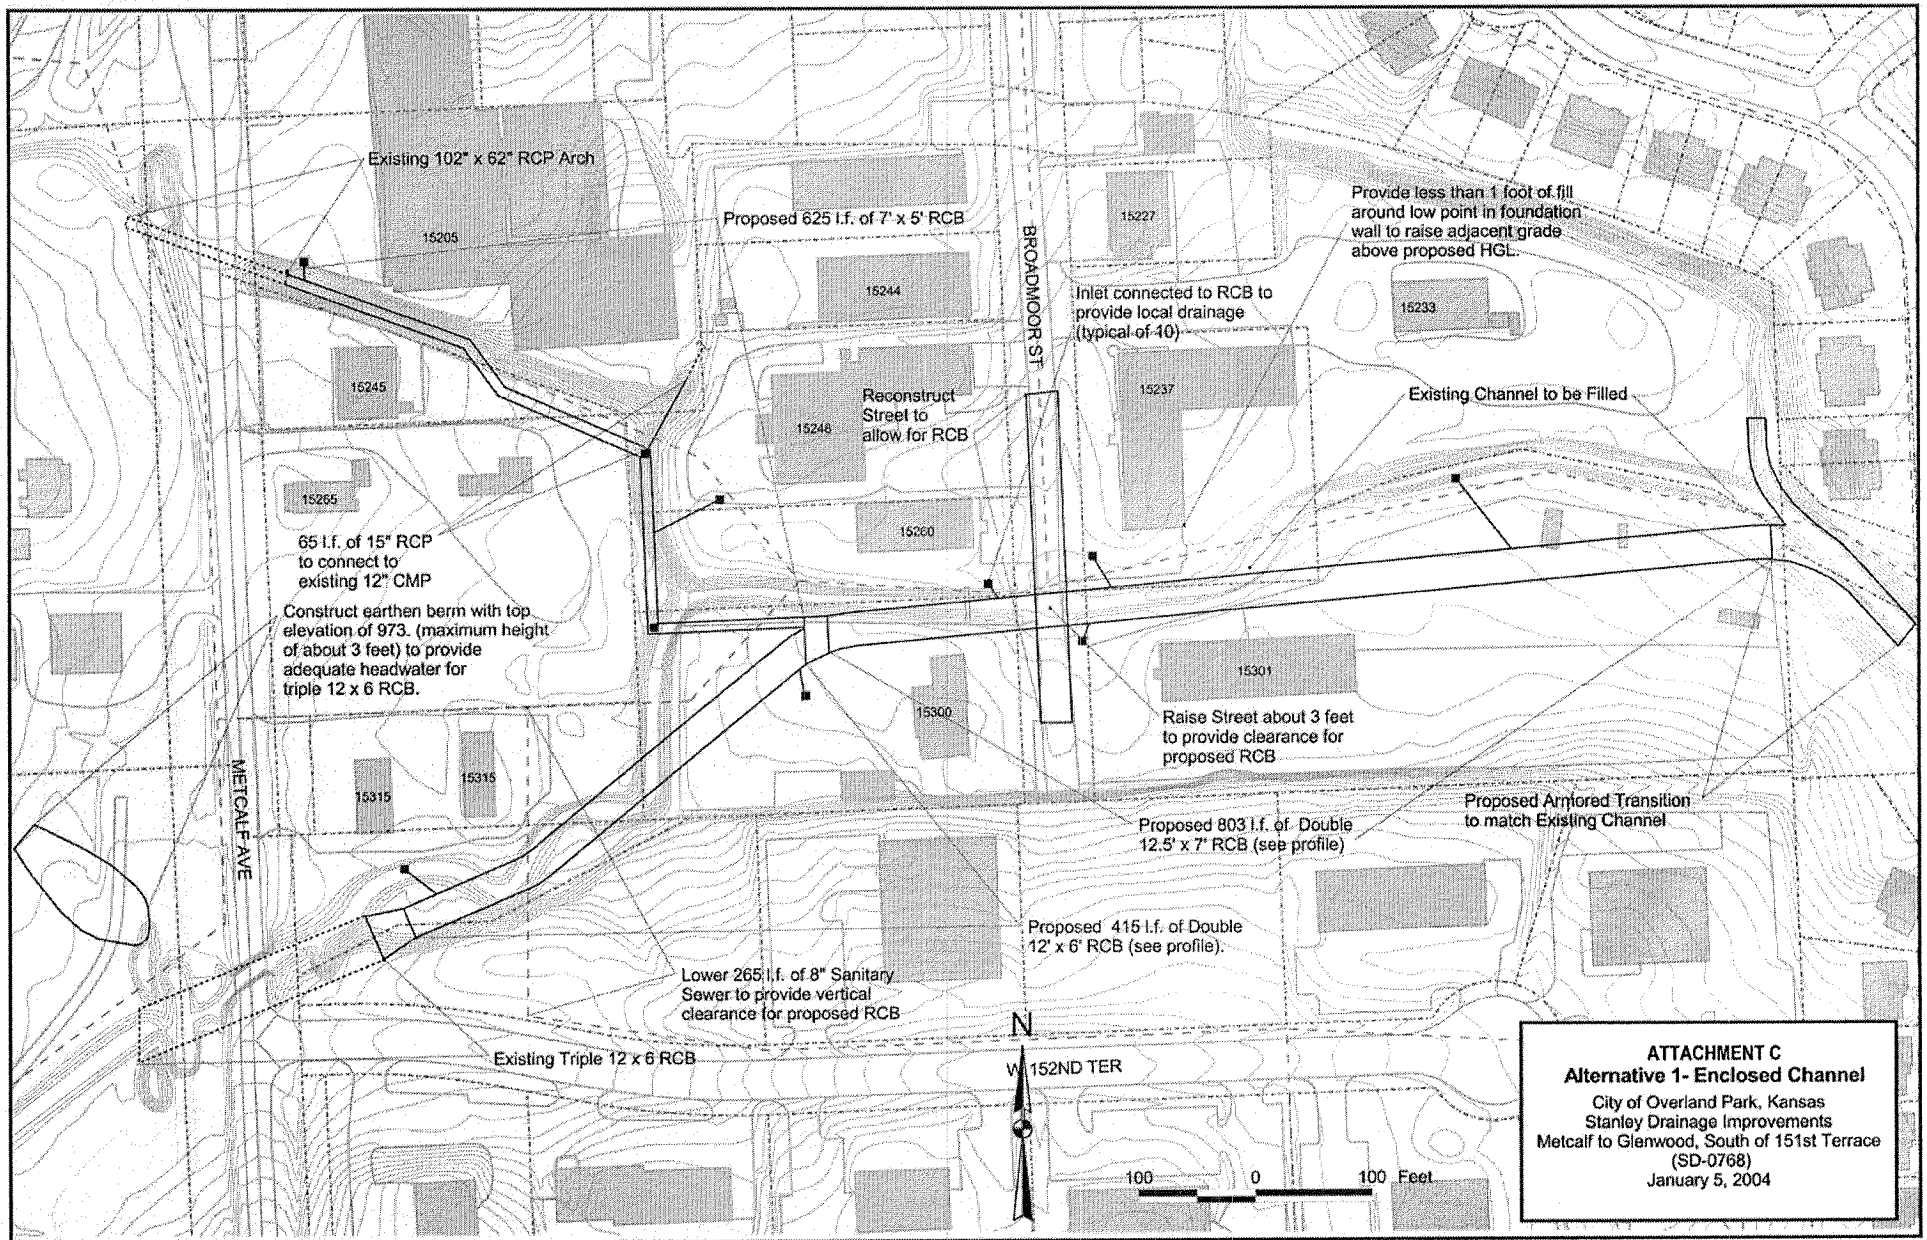 Existing 102" x 62" RCP Arch
15205
Proposed 625 l.f. of 7' x 5' RCB
15227
Provide less than 1 foot of fill
around low point in foundation
wall to raise adjacent grade
above proposed HGL.
BROADMOOR ST
15244
Inlet connected to RCB to
provide local drainage
(typical of 10)
15233
15245
15237
Reconstruct
Street to
allow for RCB
Existing Channel to be Filled
15248
15265
15260
65 l.f. of 15" RCP
to connect to
existing 12" CMP
Construct earthen berm with top
elevation of 973. (maximum height
of about 3 feet) to provide
adequate headwater for
triple 12 x 6 RCB.
15301
15300
Raise Street about 3 feet
to provide clearance for
proposed RCB
METCALF AVE
15315
15315
Proposed Armored Transition
to match Existing Channel
Proposed 803 l.f. of Double
12.5' x 7' RCB (see profile)
Proposed 415 l.f. of Double
12' x 6' RCB (see profile).
Lower 265 l.f. of 8" Sanitary
Sewer to provide vertical
clearance for proposed RCB
N
Existing Triple 12 x 6 RCB
W 152ND TER
100 0 100 Feet
ATTACHMENT C
Alternative 1- Enclosed Channel
City of Overland Park, Kansas
Stanley Drainage Improvements
Metcalf to Glenwood, South of 151st Terrace
(SD-0768)
January 5, 2004